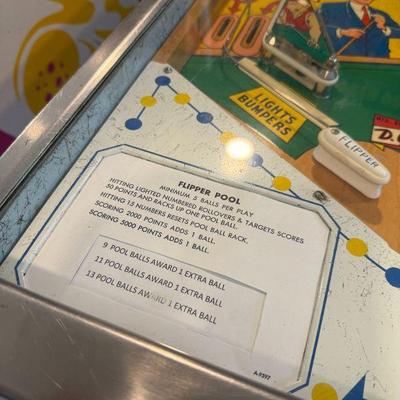 LIGHTS
BUMPERS
FLIPPER
FLIPPER POOL
MINIMUM 5 BALLS PER PLAY
HITTING LIGHTED NUMBERED ROLLOVERS & TARGETS SCORES
50 POINTS AND RACKS UP ONE POOL BALL.
HITTING 15 NUMBERS RESETS POOL BALL RACK.
SCORING 2000 POINTS ADDS 1 BALL.
SCORING 5000 POINTS ADDS 1 BALL.
9 POOL BALLS AWARD 1 EXTRA BALL
11 POOL BALLS AWARD 1 EXTRA BALL
13 POOL BALLS AWARD 1 EXTRA BALL